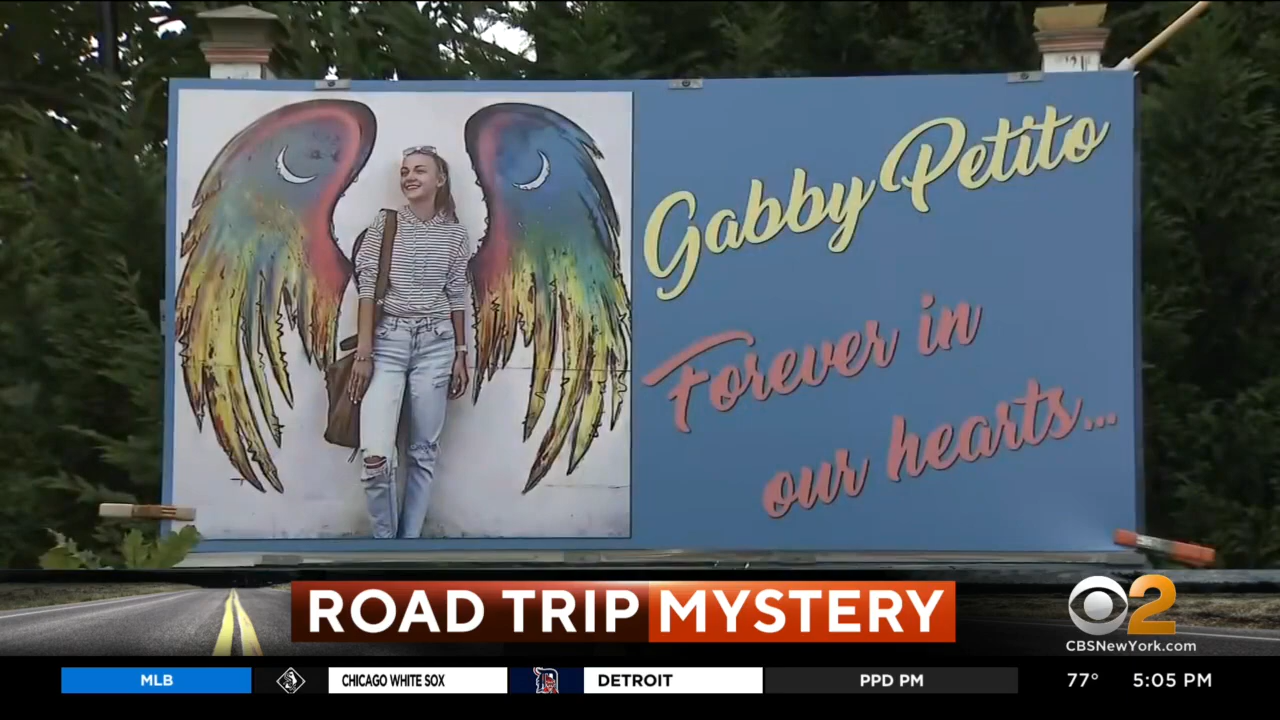 Gabby Petito
Forever in
our hearts...
ROAD TRIP MYSTERY
2
CBSNewYork.com
MLB CHICAGO WHITE SOX DETROIT PPD PM 77° 5:05 PM